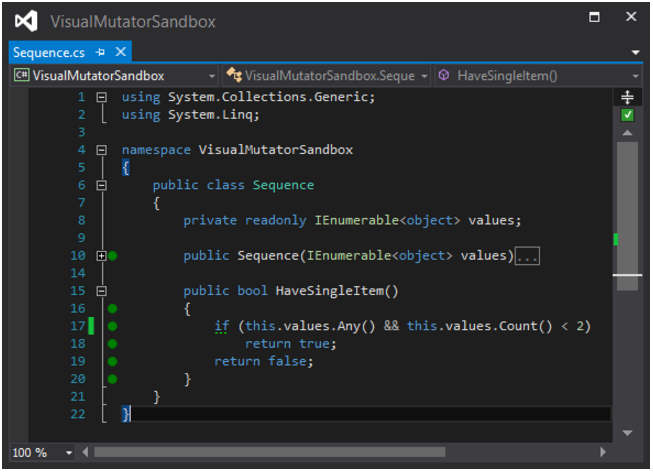 VisualMutatorSandbox
Sequence.cs
VisualMutatorSandbox VisualMutatorSandbox.Seque HaveSingleItem()
1 using System.Collections.Generic;
2 using System.Linq;
3
4 namespace VisualMutatorSandbox
5 {
6 public class Sequence
7 {
8 private readonly IEnumerable<object> values;
9
10 public Sequence(IEnumerable<object> values)...
14
15 public bool HaveSingleItem()
16 {
17 if (this.values.Any() && this.values.Count() < 2)
18 return true;
19 return false;
20 }
21 }
22 }
100 %